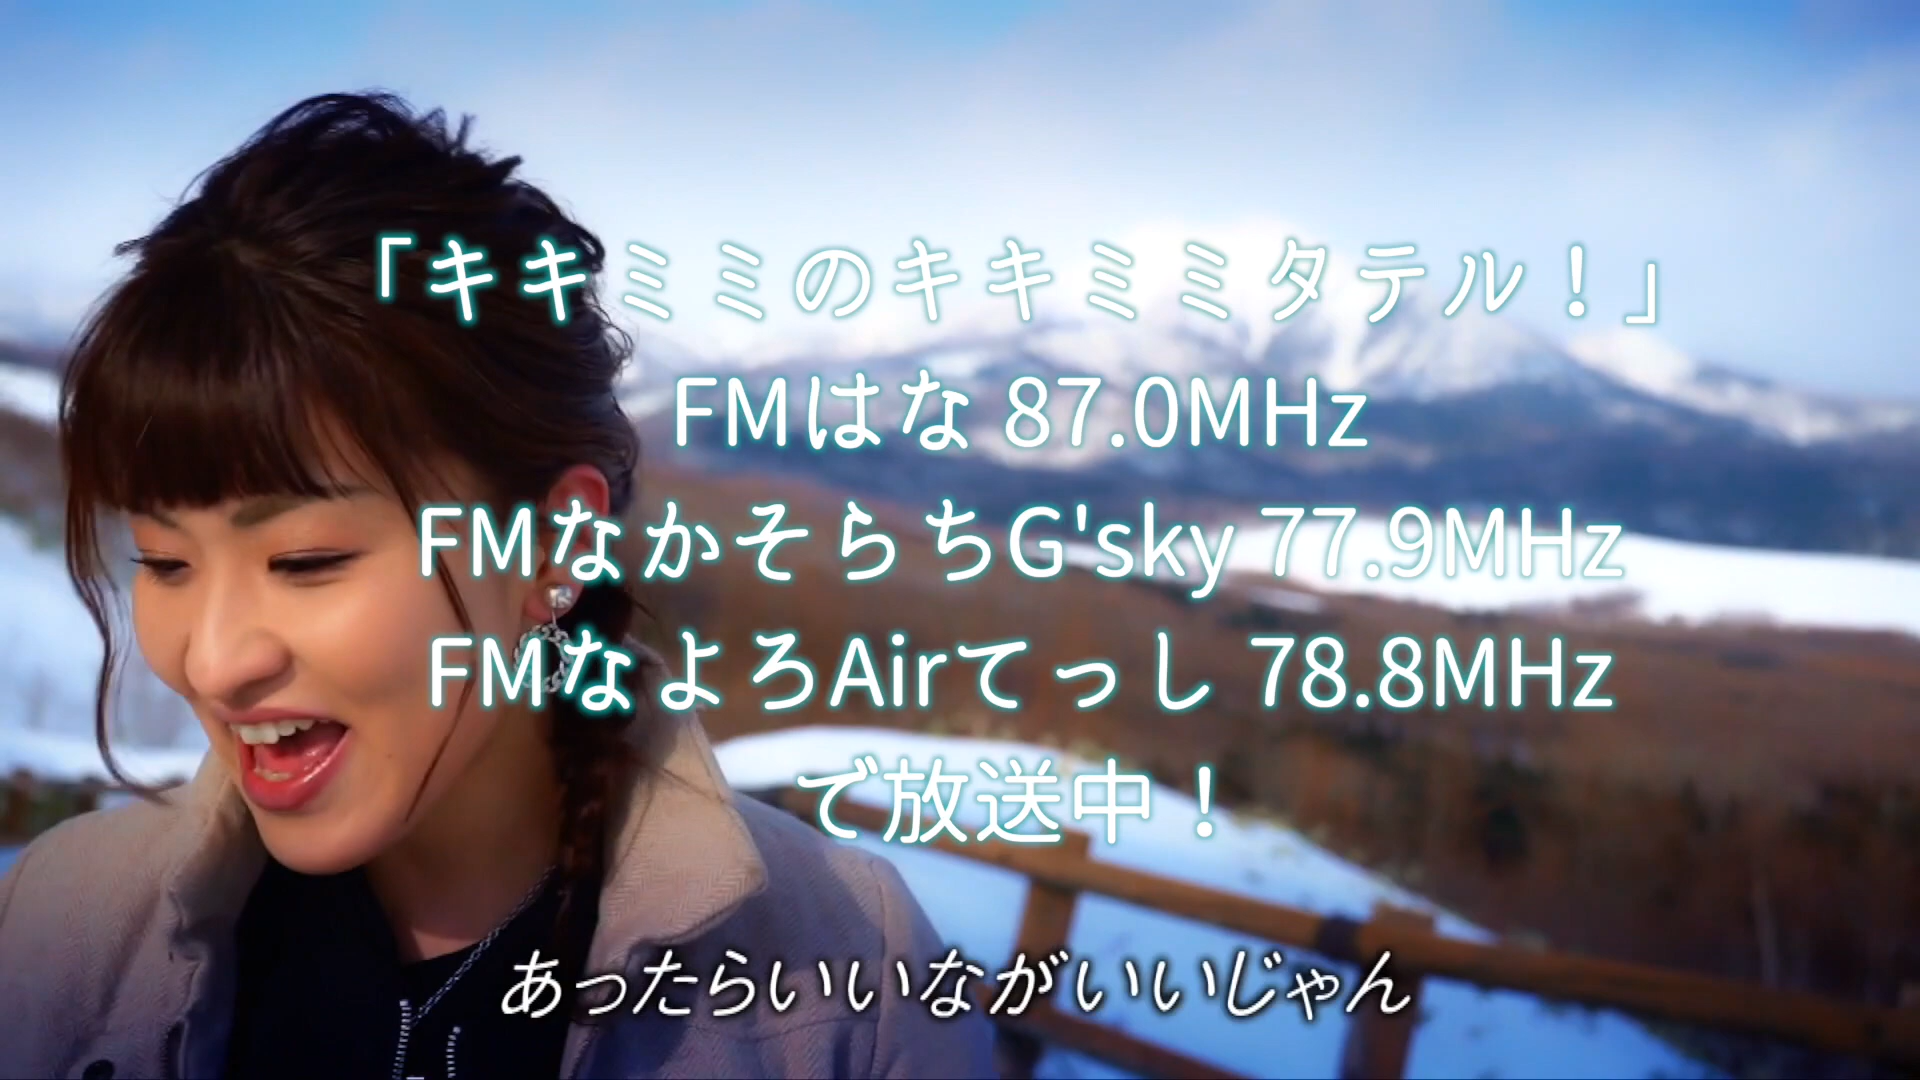 「キキミミのキキミミタテル！」
FMはな 87.0MHz
FMなかそらちG'sky 77.9MHz
FMなよろAirてっし 78.8MHz
で放送中！
あったらいいながいいじゃん